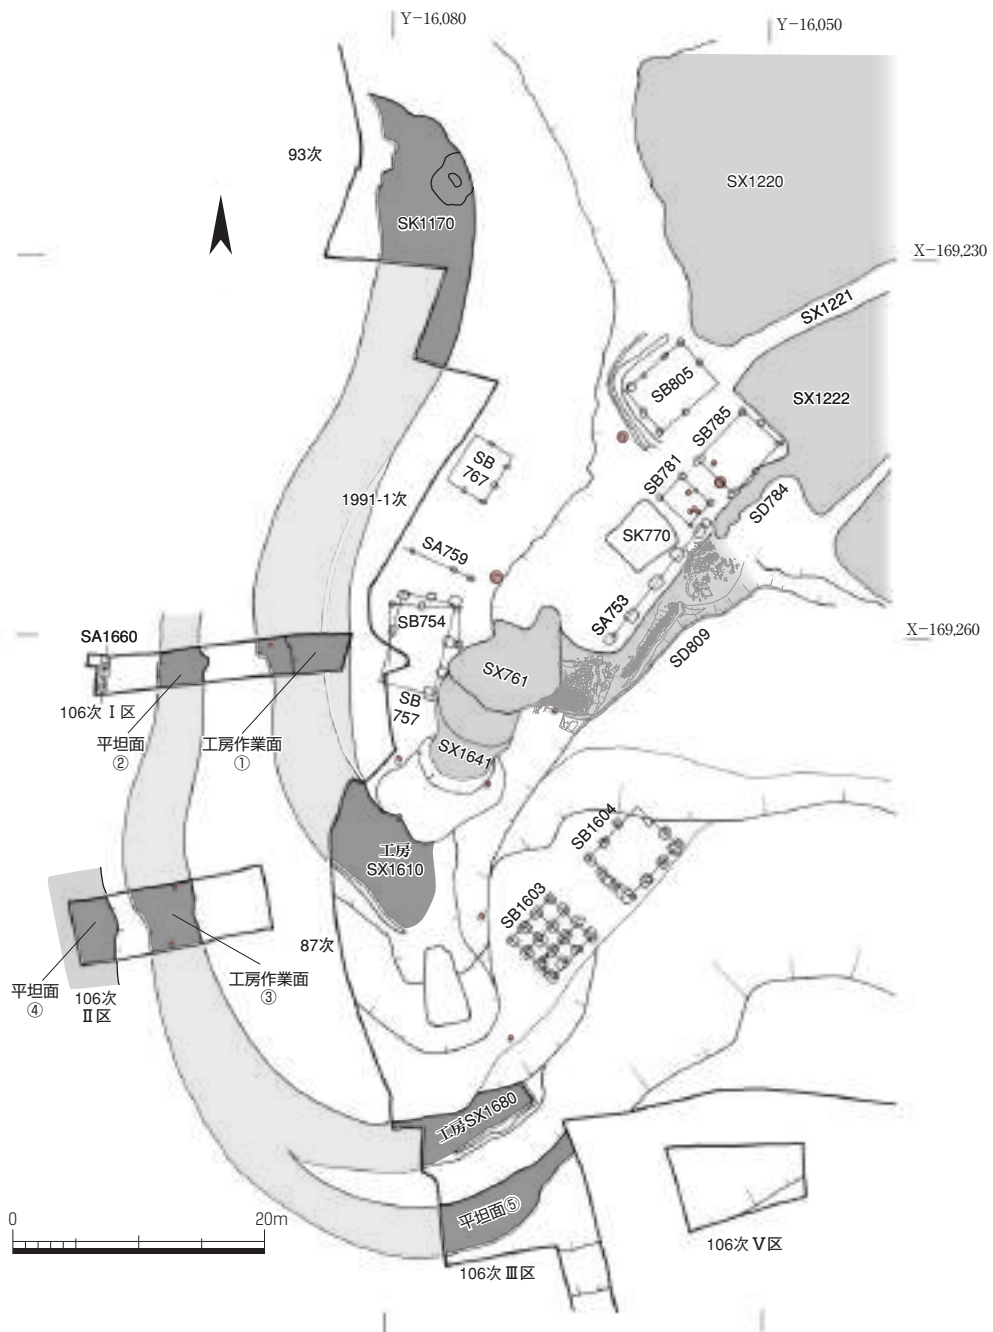 Y−16,080
Y−16,050
93次
SX1220
SK1170
X−169,230
SX1221
SB805
SX1222
SB785
SB
767
SB781
1991-1次
SD784
SK770
SA759
SA753
SB754
X−169,260
SA1660
SD809
SX761
SB
757
106次 Ⅰ区
平坦面
②
工房作業面
①
SX1641
SB1604
工房
SX1610
SB1603
87次
工房作業面
③
平坦面
④
106次
Ⅱ区
工房SX1680
平坦面⑤
0
20m
106次 Ⅴ区
106次 Ⅲ区